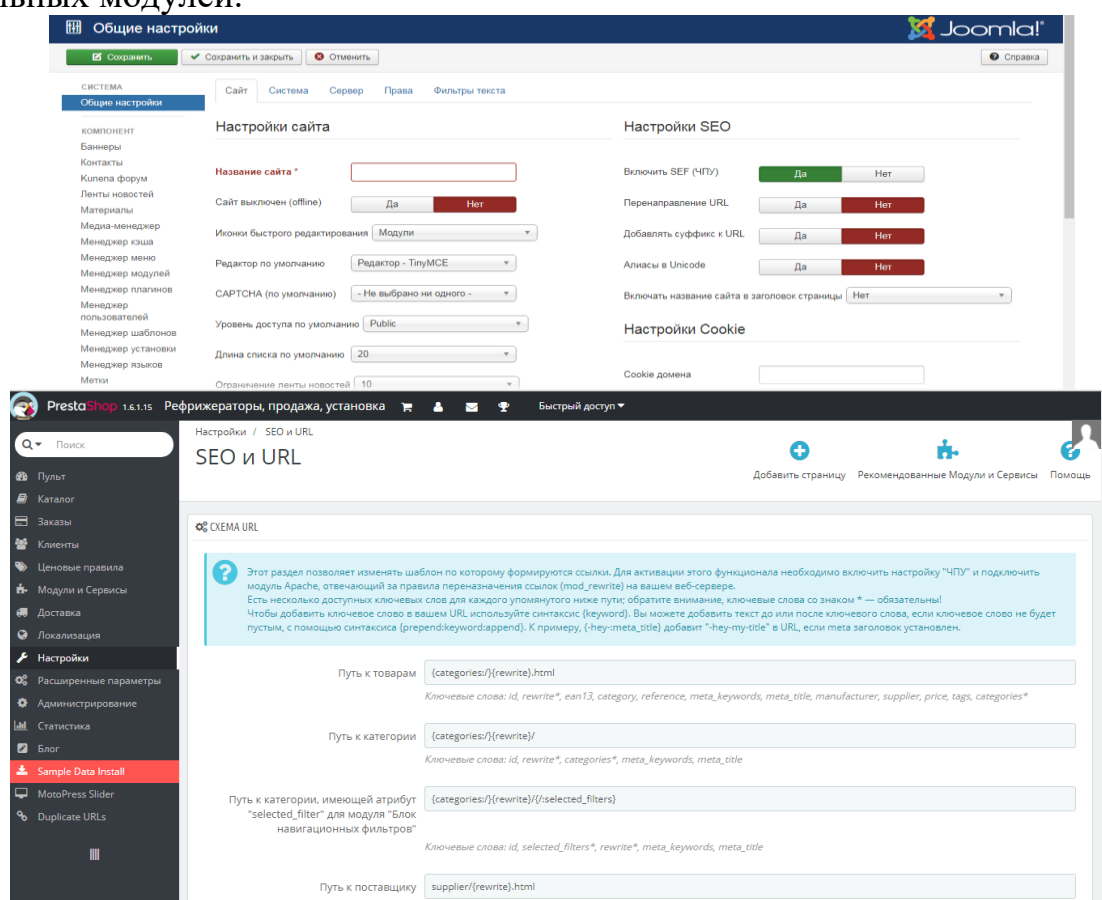 льных модулей.
Общие настройки
Joomla!®
Сохранить
Сохранить и закрыть
Отменить
Справка
СИСТЕМА
Общие настройки
КОМПОНЕНТ
Баннеры
Контакты
Kunena форум
Ленты новостей
Материалы
Медиа-менеджер
Менеджер кэша
Менеджер меню
Менеджер модулей
Менеджер плагинов
Менеджер
пользователей
Менеджер шаблонов
Менеджер установки
Менеджер языков
Метки
Сайт Система Сервер Права Фильтры текста
Настройки сайта
Название сайта *
Сайт выключен (offline) Да Нет
Иконки быстрого редактирования Модули
Редактор по умолчанию Редактор - TinyMCE
CAPTCHA (по умолчанию) - Не выбрано ни одного -
Уровень доступа по умолчанию Public
Длина списка по умолчанию 20
Ограничение ленты новостей 10
Настройки SEO
Включить SEF (ЧПУ) Да Нет
Перенаправление URL Да Нет
Добавлять суффикс к URL Да Нет
Алиасы в Unicode Да Нет
Включать название сайта в заголовок страницы Нет
Настройки Cookie
Cookie домена
PrestaShop 1.6.1.15 Рефрижераторы, продажа, установка Быстрый доступ
Поиск
Пульт
Каталог
Заказы
Клиенты
Ценовые правила
Модули и Сервисы
Доставка
Локализация
Настройки
Расширенные параметры
Администрирование
Статистика
Блог
Sample Data Install
MotoPress Slider
Duplicate URLs
Настройки / SEO и URL
SEO и URL
Добавить страницу Рекомендованные Модули и Сервисы Помощь
СХЕМА URL
Этот раздел позволяет изменять шаблон по которому формируются ссылки. Для активации этого функционала необходимо включить настройку "ЧПУ" и подключить
модуль Apache, отвечающий за правила переназначения ссылок (mod_rewrite) на вашем веб-сервере.
Есть несколько доступных ключевых слов для каждого упомянутого ниже пути; обратите внимание, ключевые слова со знаком * — обязательны!
Чтобы добавить ключевое слово в вашем URL используйте синтаксис {keyword}. Вы можете добавить текст до или после ключевого слова, если ключевое слово не будет
пустым, с помощью синтаксиса {prepend:keyword:append}. К примеру, {-hey-:meta_title} добавит "-hey-my-title" в URL, если meta заголовок установлен.
Путь к товарам {categories:/}{rewrite}.html
Ключевые слова: id, rewrite*, ean13, category, reference, meta_keywords, meta_title, manufacturer, supplier, price, tags, categories*
Путь к категории {categories:/}{rewrite}/
Ключевые слова: id, rewrite*, categories*, meta_keywords, meta_title
Путь к категории, имеющей атрибут {categories:/}{rewrite}/{/:selected_filters}
"selected_filter" для модуля "Блок
навигационных фильтров"
Ключевые слова: id, selected_filters*, rewrite*, meta_keywords, meta_title
Путь к поставщику supplier/{rewrite}.html